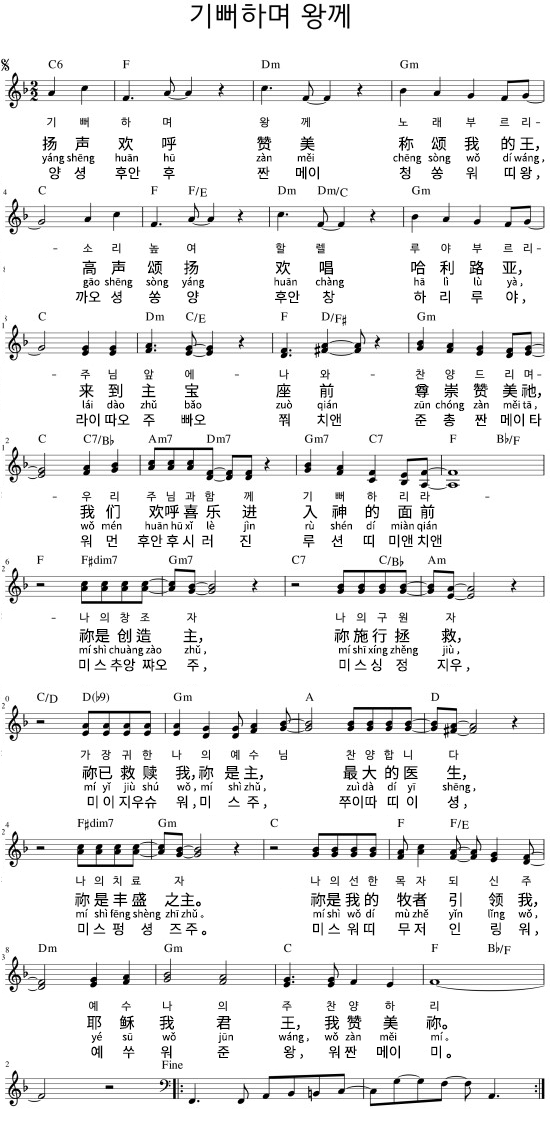 기뻐하며 왕께
C6 F Dm Gm
기 뻐 하 며 왕 께 노 래 부 르 리-
扬 声 欢 呼 赞 美 称 颂 我 的 王,
yáng shēng huān hū zàn měi chēng sòng wǒ dí wáng,
양 셩 후안 후 짠 메이 청 쏭 워 띠 왕,
4
C F F/E Dm Dm/C Gm
- 소 리 높 여 할 렐 루 야 부 르 리-
高 声 颂 扬 欢 唱 哈 利 路 亚,
gāo shēng sòng yáng huān chàng hā lì lù yà,
까오 셩 쏭 양 후안 창 하 리 루 야,
C Dm C/E F D/F# Gm
- 주 님 앞 에- 나 와- 찬 양 드 리 며-
来 到 主 宝 座 前 尊 崇 赞 美 祂,
lái dào zhǔ bǎo zuò qián zūn chóng zàn měi tā,
라이 따오 주 빠오 쭤 치앤 준 총 짠 메이 타
2
C C7/Bb Am7 Dm7 Gm7 C7 F Bb/F
- 우 리 주 님 과 함 께 기 뻐 하 리 라 -
我 们 欢 呼 喜 乐 进 入 神 的 面 前
wǒ mén huān hū xǐ lè jìn rù shén dí miàn qián
워 먼 후안 후 시 러 진 루 션 띠 미앤 치앤
6
F F#dim7 Gm7 C7 C/Bb Am
- 나 의 창 조 자 나 의 구 원 자
祢 是 创 造 主, 祢 施 行 拯 救,
mí shì chuàng zào zhǔ, mí shī xíng zhěng jiù,
미 스 추앙 쨔오 주, 미 스 싱 정 지우,
0
C/D D(b9) Gm A D
가 장 귀 한 나 의 예 수 님 찬 양 합 니 다
祢 已 救 赎 我, 祢 是 主, 最 大 的 医 生,
mí yǐ jiù shú wǒ, mí shì zhǔ, zuì dà dí yī shēng,
미 이 지우 슈 워, 미 스 주, 쭈이 따 띠 이 셩,
4
F#dim7 Gm C F F/E
나 의 치 료 자 나 의 선 한 목 자 되 신 주
祢 是 丰 盛 之 主。 祢 是 我 的 牧 者 引 领 我,
mí shì fēng shèng zhī zhǔ。 mí shì wǒ dí mù zhě yǐn lǐng wǒ,
미 스 펑 셩 즈 주。 미 스 워 띠 무 저 인 링 워,
8
Dm Gm C F Bb/F
예 수 나 의 주 찬 양 하 리
耶 稣 我 君 王, 我 赞 美 祢。
yé sū wǒ jūn wáng, wǒ zàn měi mí。
예 쑤 워 준 왕, 워 짠 메이 미。
2
Fine